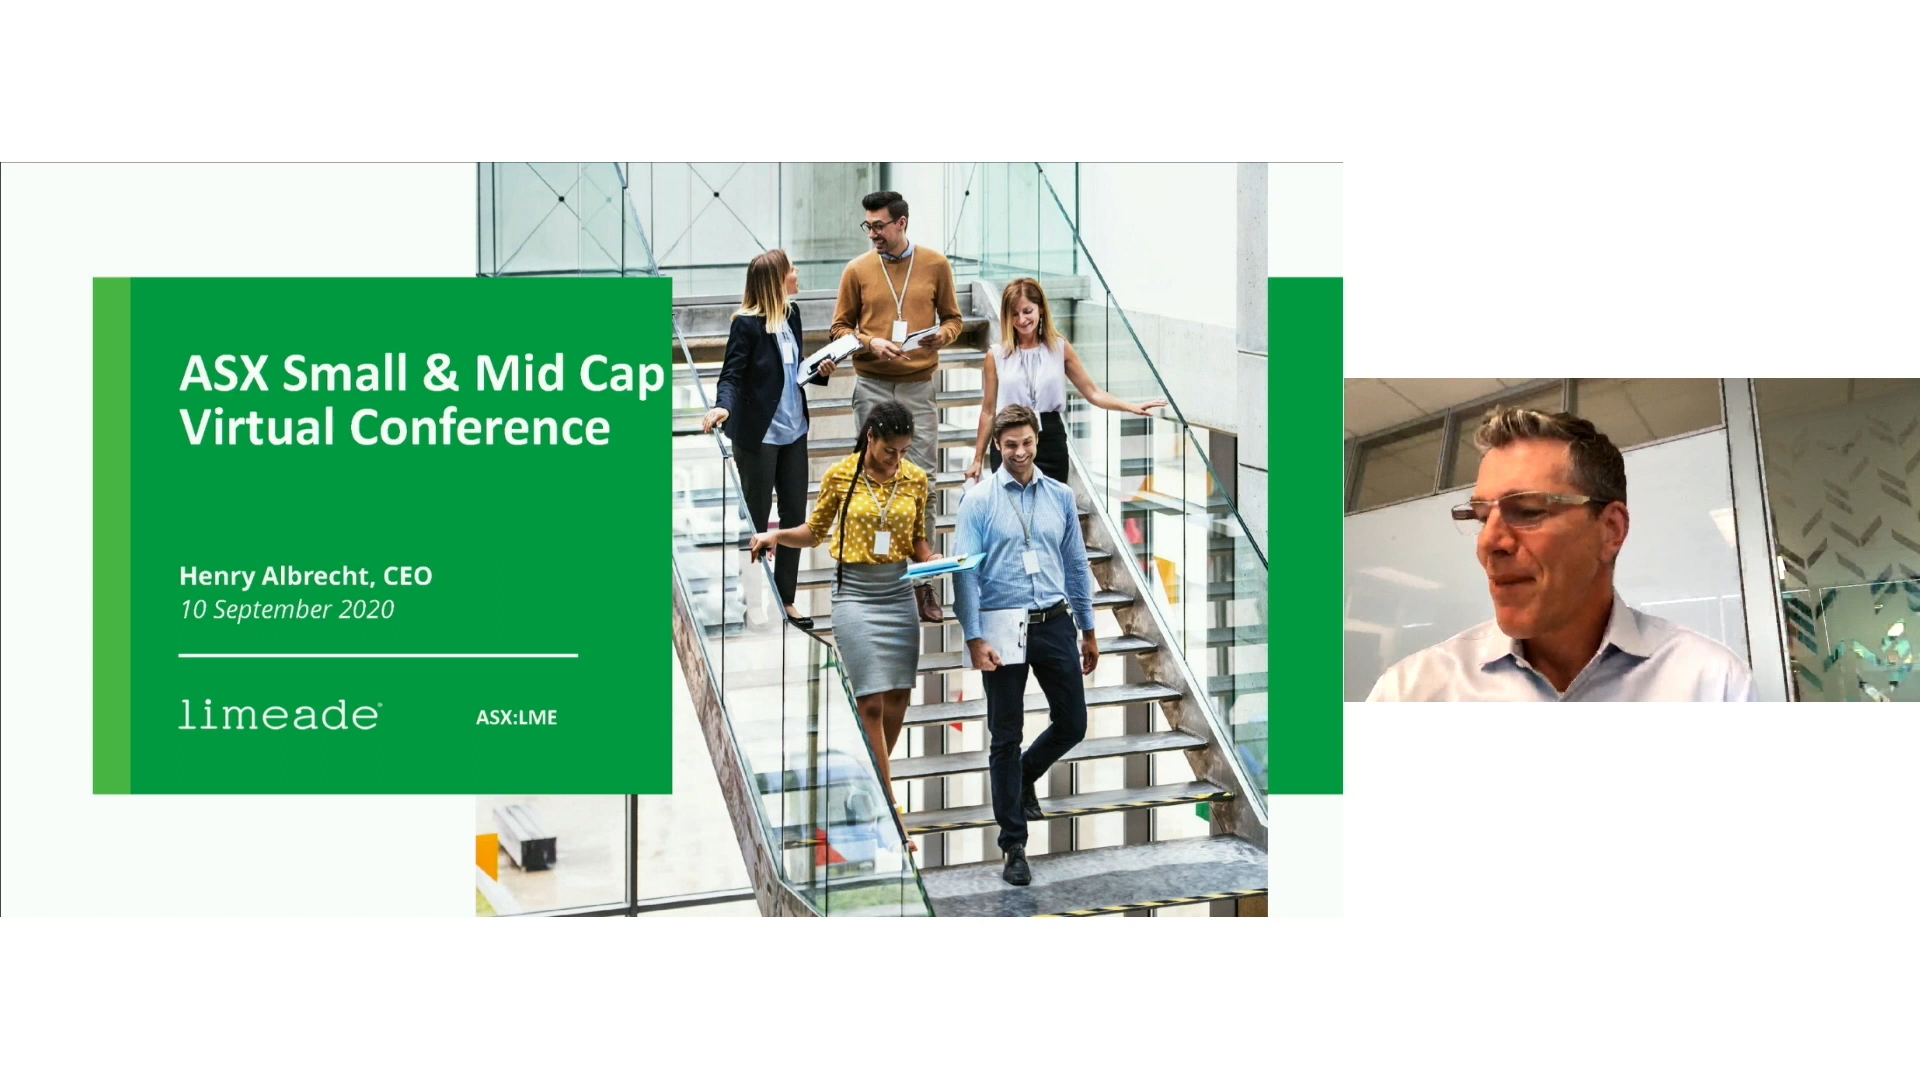 ASX Small & Mid Cap
Virtual Conference
Henry Albrecht, CEO
10 September 2020
limeade®
ASX:LME